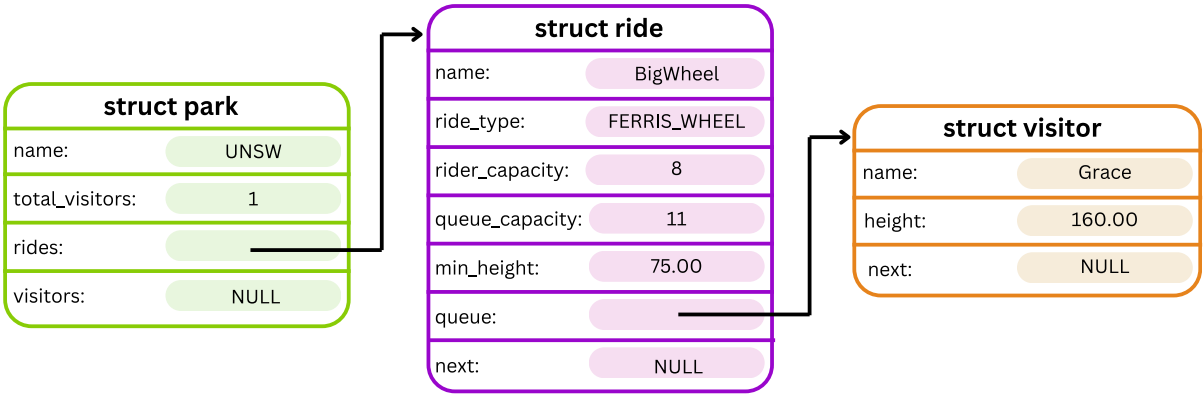 struct park
name: UNSW
total_visitors: 1
rides:
visitors: NULL
struct ride
name: BigWheel
ride_type: FERRIS_WHEEL
rider_capacity: 8
queue_capacity: 11
min_height: 75.00
queue:
next: NULL
struct visitor
name: Grace
height: 160.00
next: NULL